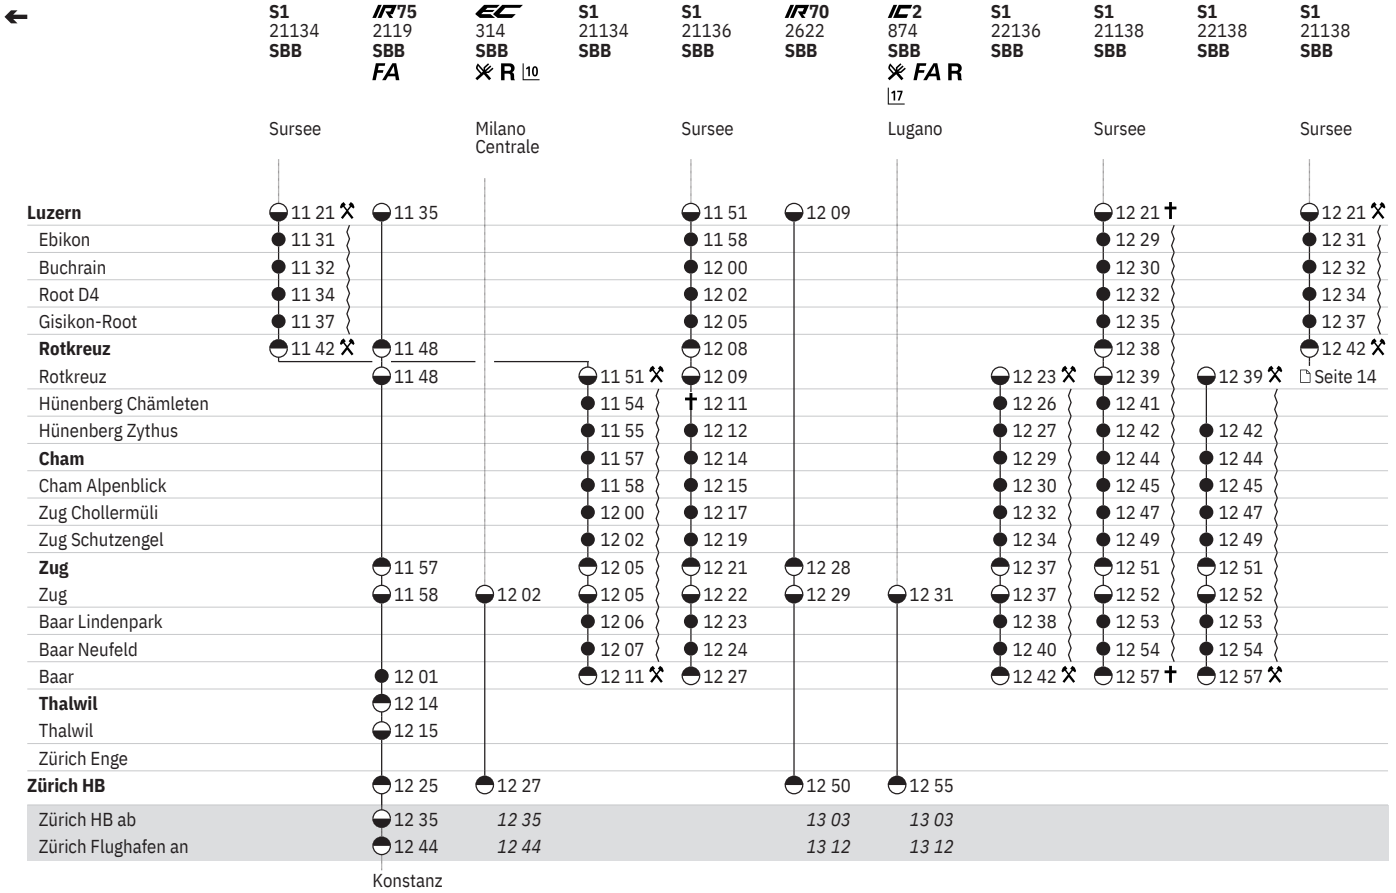 S1 IR75 EC S1 S1 IR70 IC2 S1 S1 S1 S1
21134 2119 314 21134 21136 2622 874 22136 21138 22138 21138
SBB SBB SBB SBB SBB SBB SBB SBB SBB SBB SBB
FA R 10 FA R
17
Sursee Milano Sursee Lugano Sursee Sursee
Centrale
Luzern 11 21 11 35 11 51 12 09 12 21 12 21
Ebikon 11 31 11 58 12 29 12 31
Buchrain 11 32 12 00 12 30 12 32
Root D4 11 34 12 02 12 32 12 34
Gisikon-Root 11 37 12 05 12 35 12 37
Rotkreuz 11 42 11 48 12 08 12 38 12 42
Rotkreuz 11 48 11 51 12 09 12 23 12 39 12 39 Seite 14
Hünenberg Chämleten 11 54 12 11 12 26 12 41
Hünenberg Zythus 11 55 12 12 12 27 12 42 12 42
Cham 11 57 12 14 12 29 12 44 12 44
Cham Alpenblick 11 58 12 15 12 30 12 45 12 45
Zug Chollermüli 12 00 12 17 12 32 12 47 12 47
Zug Schutzengel 12 02 12 19 12 34 12 49 12 49
Zug 11 57 12 05 12 21 12 28 12 37 12 51 12 51
Zug 11 58 12 02 12 05 12 22 12 29 12 31 12 37 12 52 12 52
Baar Lindenpark 12 06 12 23 12 38 12 53 12 53
Baar Neufeld 12 07 12 24 12 40 12 54 12 54
Baar 12 01 12 11 12 27 12 42 12 57 12 57
Thalwil 12 14
Thalwil 12 15
Zürich Enge
Zürich HB 12 25 12 27 12 50 12 55
Zürich HB ab 12 35 12 35 13 03 13 03
Zürich Flughafen an 12 44 12 44 13 12 13 12
Konstanz